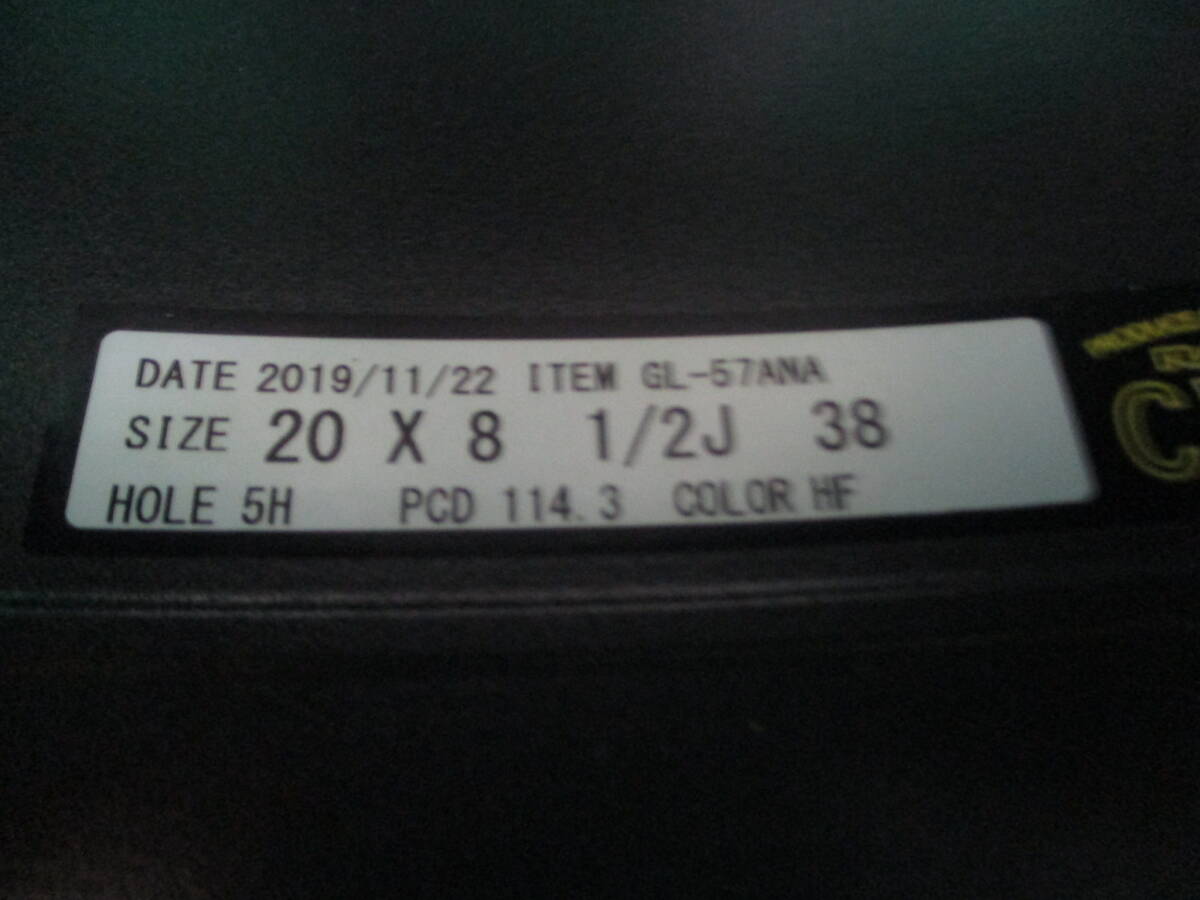 DATE 2019/11/22 ITEM GL-57ANA
SIZE 20 X 8 1/2J 38
HOLE 5H PCD 114.3 COLOR HF